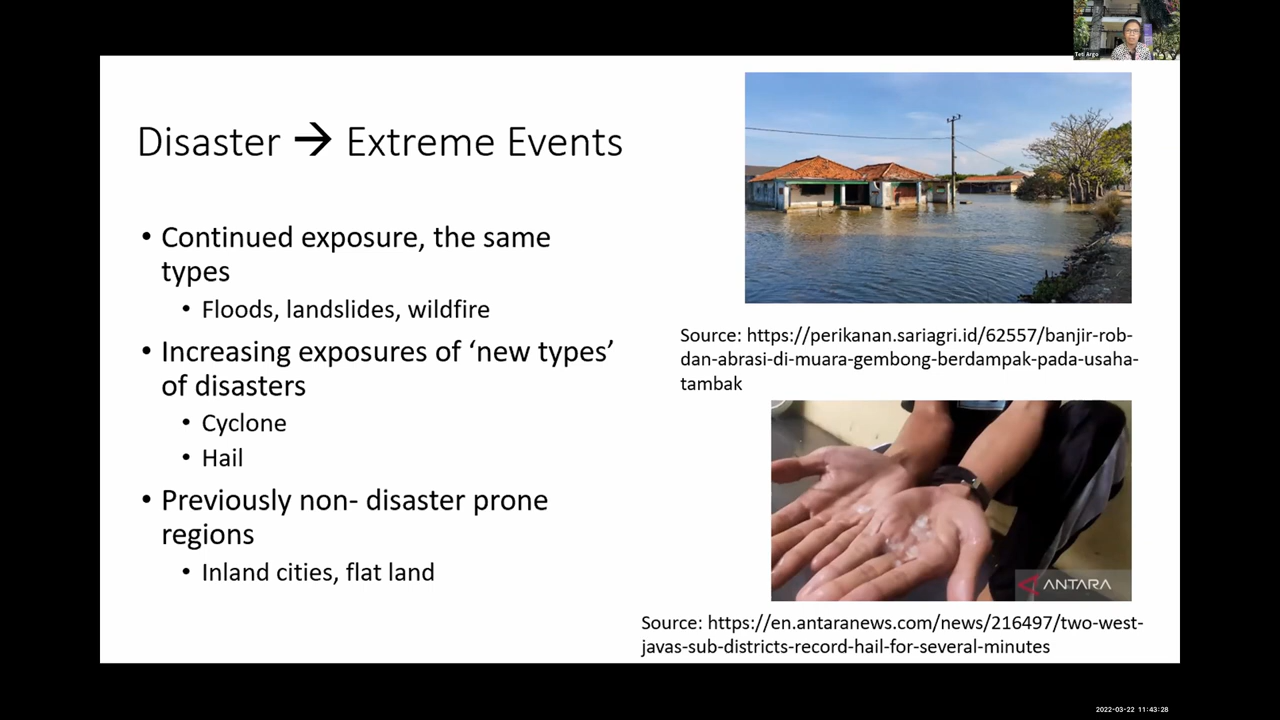 Teti Argo
Disaster → Extreme Events
• Continued exposure, the same
types
• Floods, landslides, wildfire
• Increasing exposures of ‘new types’
of disasters
• Cyclone
• Hail
• Previously non- disaster prone
regions
• Inland cities, flat land
Source: https://perikanan.sariagri.id/62557/banjir-rob-
dan-abrasi-di-muara-gembong-berdampak-pada-usaha-
tambak
ANTARA
Source: https://en.antaranews.com/news/216497/two-west-
javas-sub-districts-record-hail-for-several-minutes
2022-03-22 11:43:28